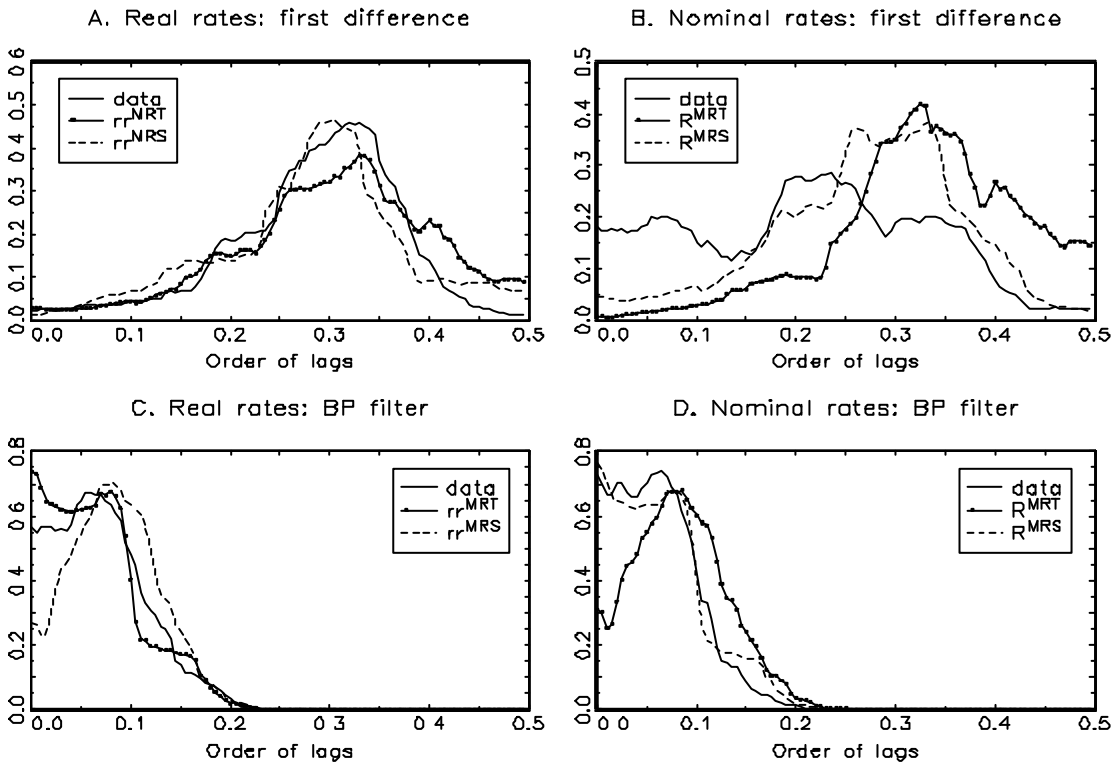 A. Real rates: first difference
0.0 0.1 0.2 0.3 0.4 0.5 0.6
data
rr^NRT
rr^NRS
0.0 0.1 0.2 0.3 0.4 0.5
Order of lags
B. Nominal rates: first difference
0.0 0.1 0.2 0.3 0.4 0.5
data
R^MRT
R^MRS
0.0 0.1 0.2 0.3 0.4 0.5
Order of lags
C. Real rates: BP filter
0.0 0.2 0.4 0.6 0.8
data
rr^MRT
rr^MRS
0.0 0.1 0.2 0.3 0.4 0.5
Order of lags
D. Nominal rates: BP filter
0.0 0.2 0.4 0.6 0.8
data
R^MRT
R^MRS
0.0 0.1 0.2 0.3 0.4 0.5
Order of lags